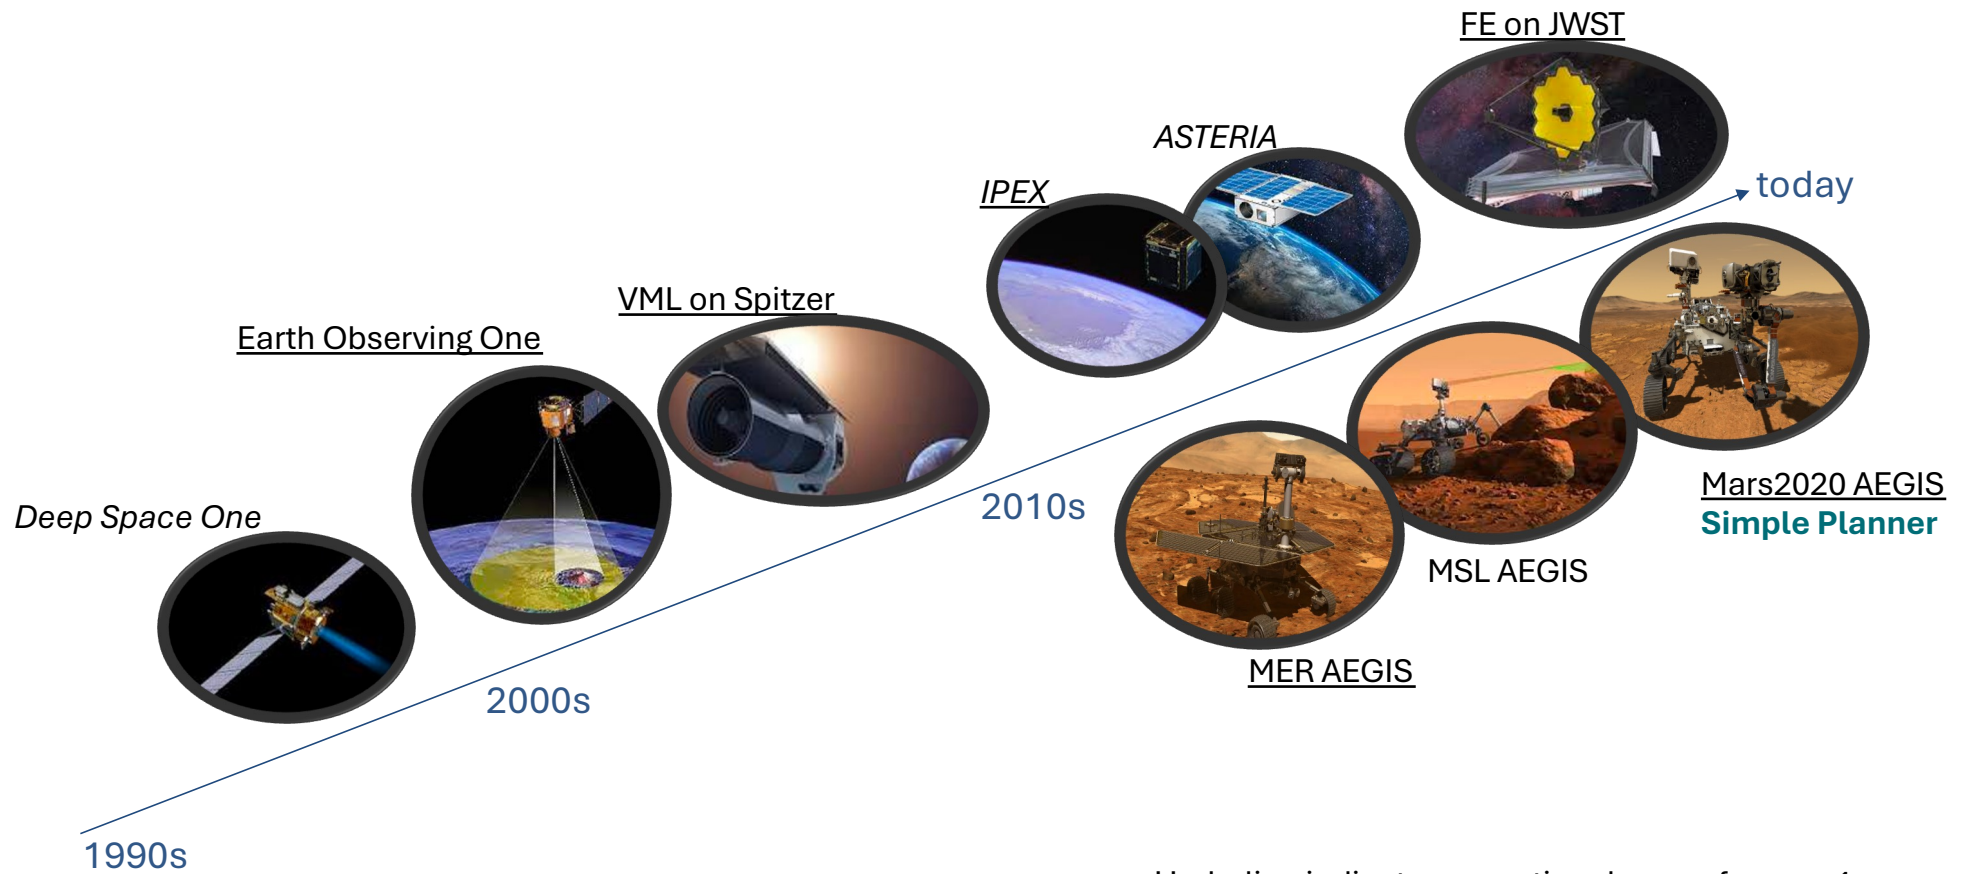 FE on JWST
ASTERIA
IPEX
today
VML on Spitzer
Earth Observing One
Deep Space One
2010s
Mars2020 AEGIS
Simple Planner
MSL AEGIS
MER AEGIS
2000s
1990s